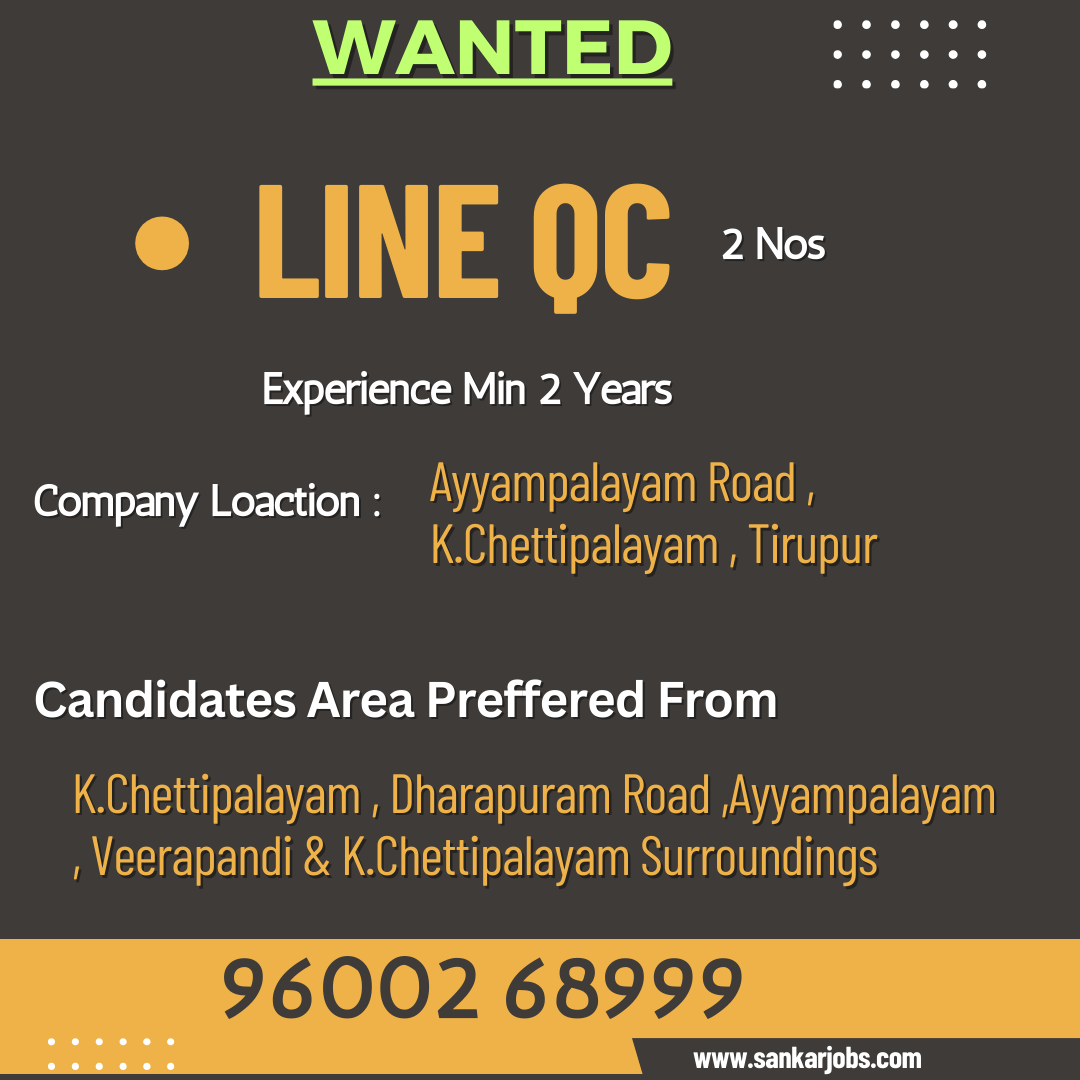 WANTED
LINE QC
2 Nos
Experience Min 2 Years
Company Loaction :
Ayyampalayam Road ,
K.Chettipalayam , Tirupur
Candidates Area Preffered From
K.Chettipalayam , Dharapuram Road ,Ayyampalayam
, Veerapandi & K.Chettipalayam Surroundings
96002 68999
www.sankarjobs.com